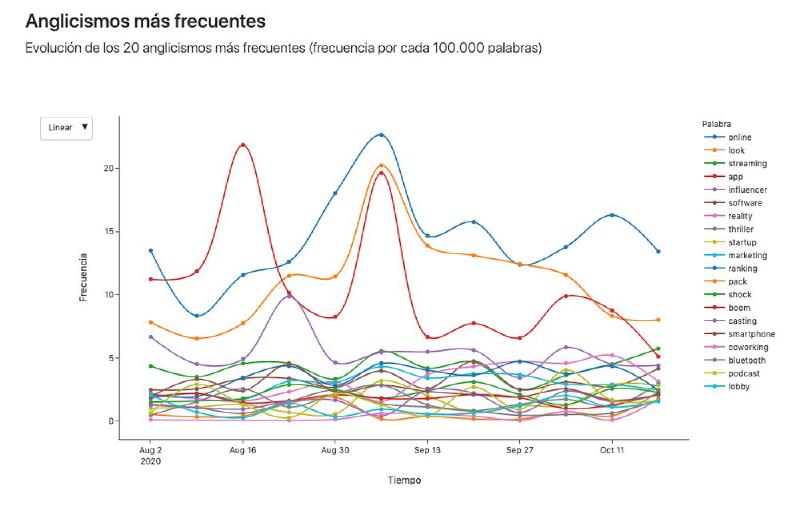 Anglicismos más frecuentes
Evolución de los 20 anglicismos más frecuentes (frecuencia por cada 100.000 palabras)
Linear ▼
Palabra
online
look
streaming
app
influencer
software
reality
thriller
startup
marketing
ranking
pack
shock
boom
casting
smartphone
coworking
bluetooth
podcast
lobby
Frecuencia
20
15
10
5
0
Aug 2
2020
Aug 16
Aug 30
Sep 13
Sep 27
Oct 11
Tiempo